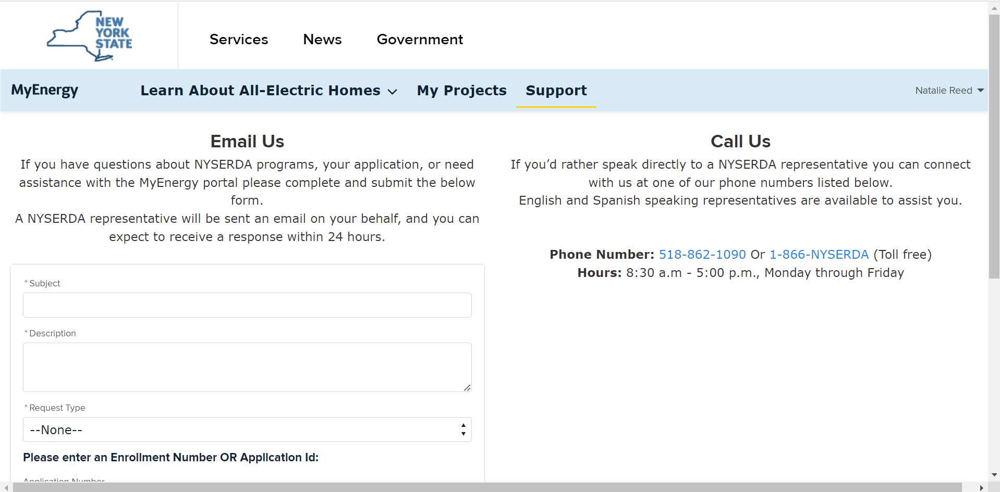 NEW
YORK
STATE
Services
News
Government
MyEnergy
Learn About All-Electric Homes
My Projects
Support
Natalie Reed
Email Us
If you have questions about NYSERDA programs, your application, or need
assistance with the MyEnergy portal please complete and submit the below
form.
A NYSERDA representative will be sent an email on your behalf, and you can
expect to receive a response within 24 hours.
*Subject
*Description
*Request Type
--None--
Please enter an Enrollment Number OR Application Id:
Application Number
Call Us
If you’d rather speak directly to a NYSERDA representative you can connect
with us at one of our phone numbers listed below.
English and Spanish speaking representatives are available to assist you.
Phone Number: 518-862-1090 Or 1-866-NYSERDA (Toll free)
Hours: 8:30 a.m - 5:00 p.m., Monday through Friday